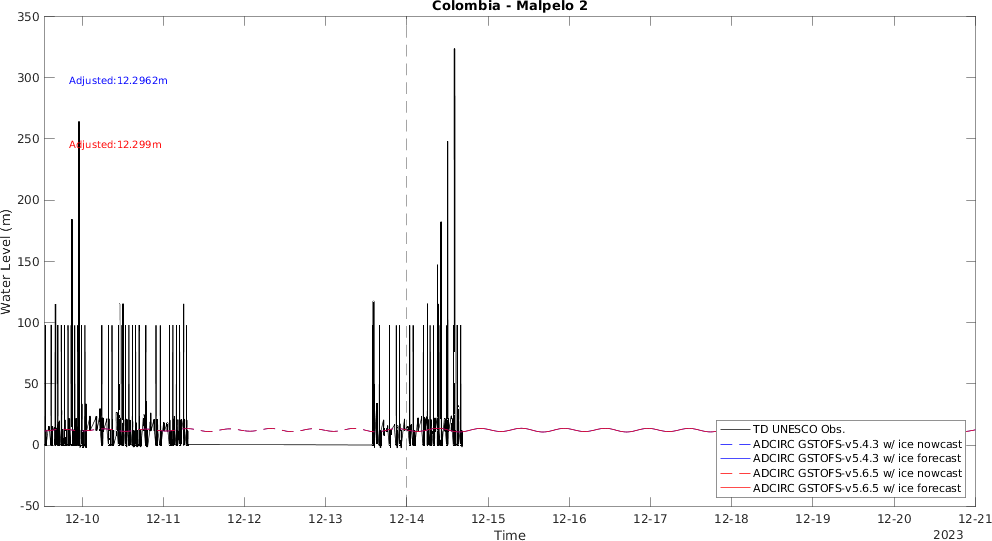 Colombia - Malpelo 2
350
300
250
200
150
100
50
0
-50
Water Level (m)
Adjusted:12.2962m
Adjusted:12.299m
TD UNESCO Obs.
ADCIRC GSTOFS-v5.4.3 w/ ice nowcast
ADCIRC GSTOFS-v5.4.3 w/ ice forecast
ADCIRC GSTOFS-v5.6.5 w/ ice nowcast
ADCIRC GSTOFS-v5.6.5 w/ ice forecast
12-10 12-11 12-12 12-13 12-14 12-15 12-16 12-17 12-18 12-19 12-20 12-21
Time
2023